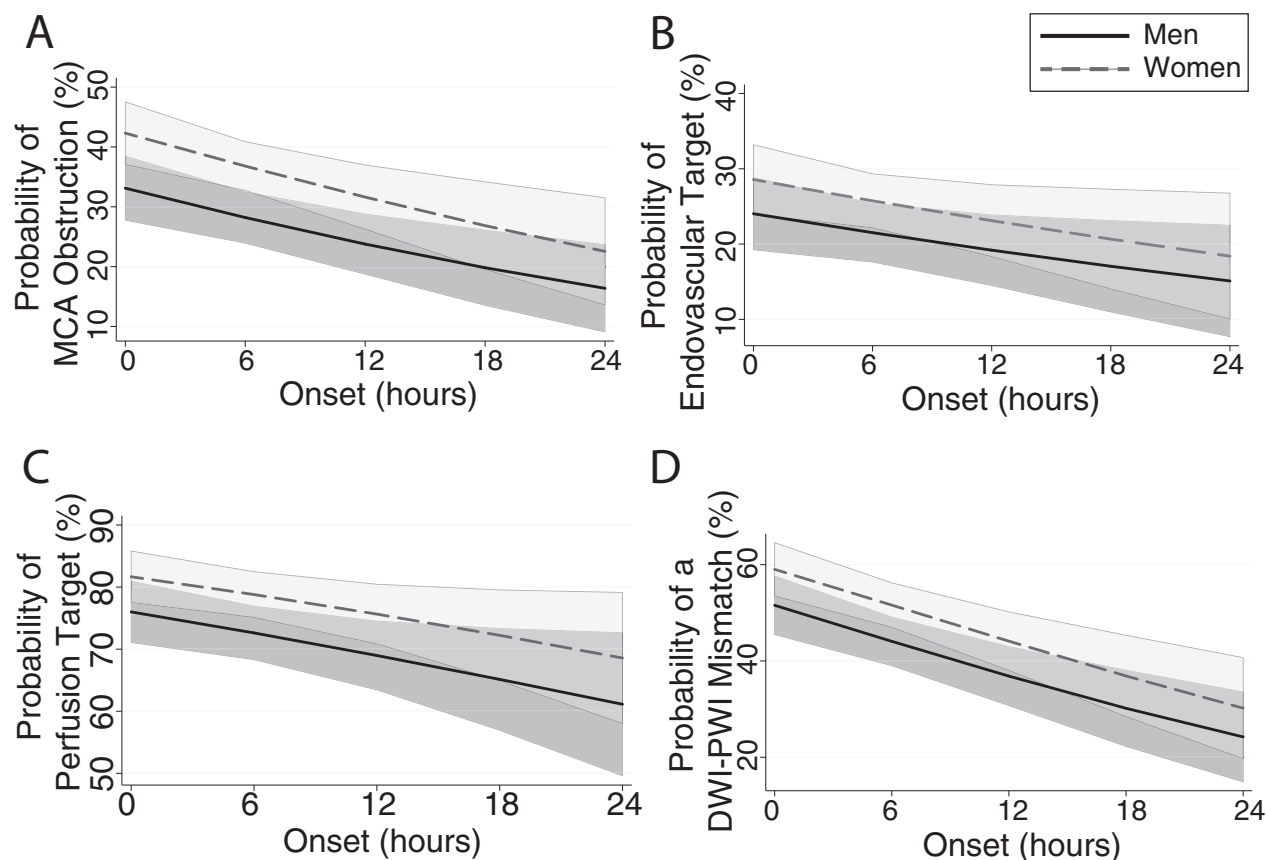 A
Probability of
MCA Obstruction (%)
50
40
30
20
10
0 6 12 18 24
Onset (hours)
B
Men
Women
Probability of
Endovascular Target (%)
40
30
20
10
0 6 12 18 24
Onset (hours)
C
Probability of
Perfusion Target (%)
90
80
70
60
50
0 6 12 18 24
Onset (hours)
D
Probability of a
DWI-PWI Mismatch (%)
60
40
20
0 6 12 18 24
Onset (hours)